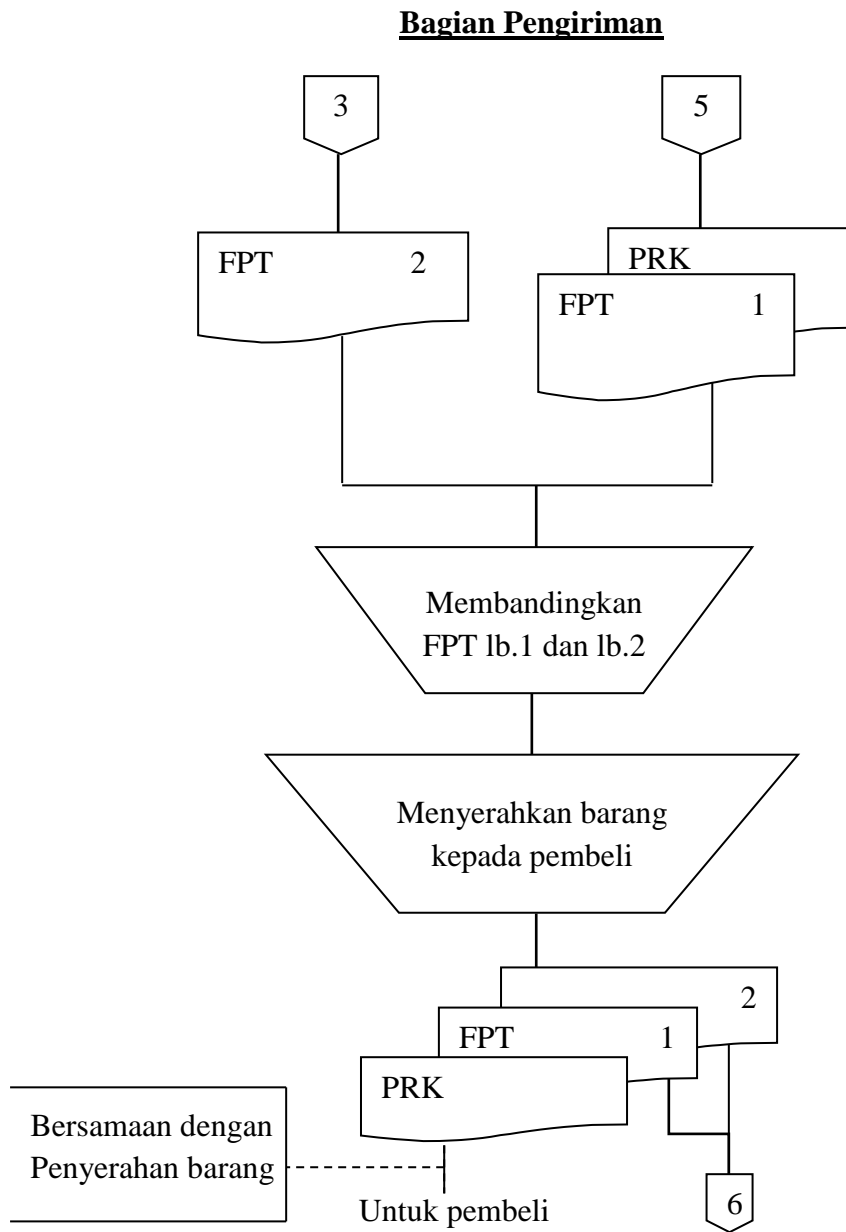 Bagian Pengiriman
3
5
FPT 2
PRK
FPT 1
Membandingkan
FPT lb.1 dan lb.2
Menyerahkan barang
kepada pembeli
2
FPT 1
PRK
Bersamaan dengan
Penyerahan barang
Untuk pembeli
6